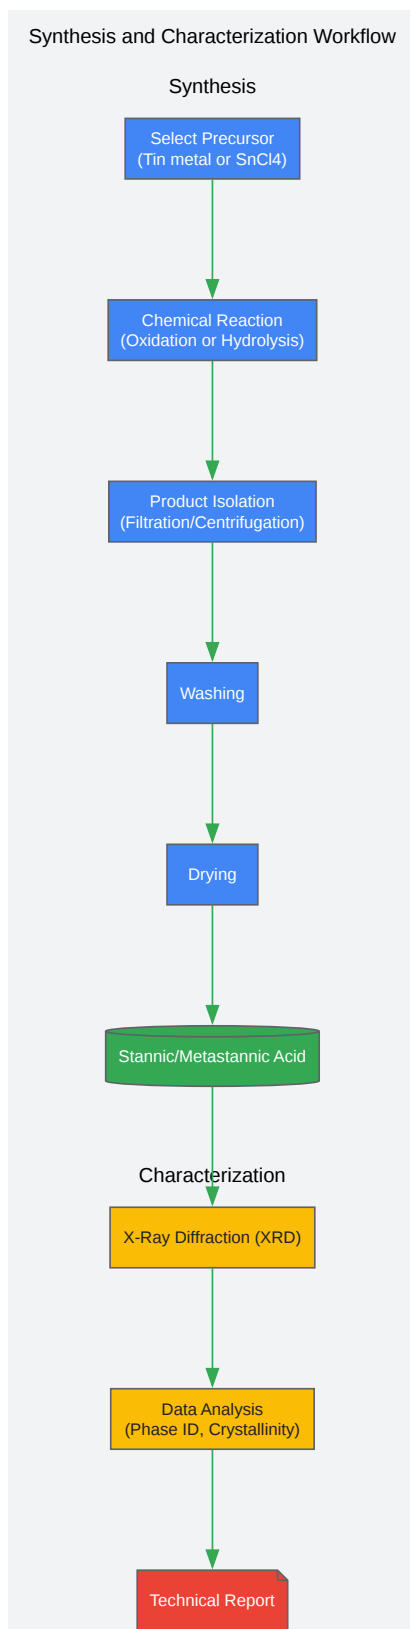 Synthesis and Characterization Workflow
Synthesis
Select Precursor
(Tin metal or SnCl4)
Chemical Reaction
(Oxidation or Hydrolysis)
Product Isolation
(Filtration/Centrifugation)
Washing
Drying
Stannic/Metastannic Acid
Characterization
X-Ray Diffraction (XRD)
Data Analysis
(Phase ID, Crystallinity)
Technical Report